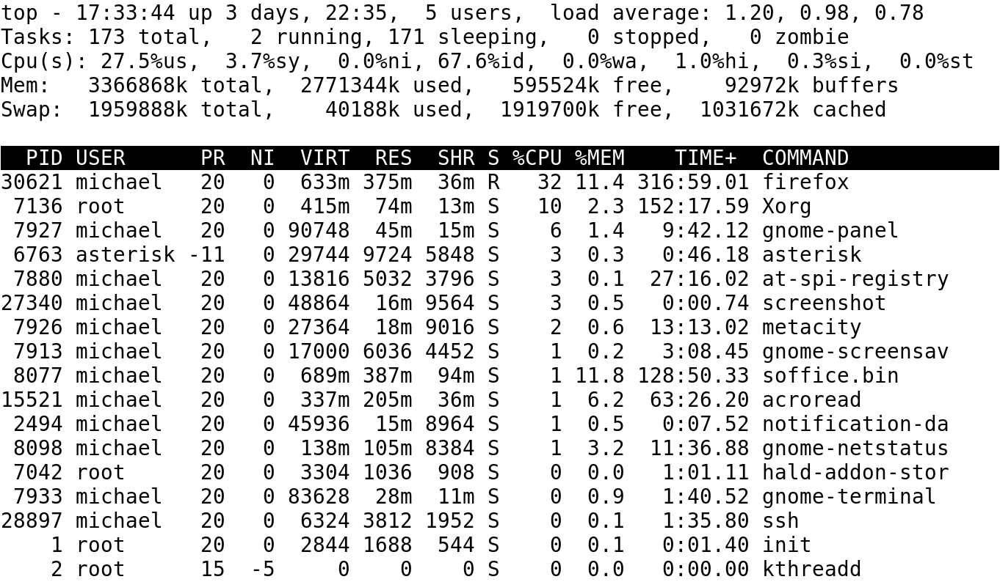 top - 17:33:44 up 3 days, 22:35,  5 users,  load average: 1.20, 0.98, 0.78
Tasks: 173 total,   2 running, 171 sleeping,   0 stopped,   0 zombie
Cpu(s): 27.5%us,  3.7%sy,  0.0%ni, 67.6%id,  0.0%wa,  1.0%hi,  0.3%si,  0.0%st
Mem:   3366868k total,  2771344k used,   595524k free,    92972k buffers
Swap:  1959888k total,    40188k used,  1919700k free,  1031672k cached

  PID USER      PR  NI  VIRT  RES  SHR S %CPU %MEM    TIME+  COMMAND
30621 michael   20   0  633m 375m  36m R   32 11.4 316:59.01 firefox
 7136 root      20   0  415m  74m  13m S   10  2.3 152:17.59 Xorg
 7927 michael   20   0 90748  45m  15m S    6  1.4   9:42.12 gnome-panel
 6763 asterisk -11   0 29744 9724 5848 S    3  0.3   0:46.18 asterisk
 7880 michael   20   0 13816 5032 3796 S    3  0.1  27:16.02 at-spi-registry
27340 michael   20   0 48864  16m 9564 S    3  0.5   0:00.74 screenshot
 7926 michael   20   0 27364  18m 9016 S    2  0.6  13:13.02 metacity
 7913 michael   20   0 17000 6036 4452 S    1  0.2   3:08.45 gnome-screensav
 8077 michael   20   0  689m 387m  94m S    1 11.8 128:50.33 soffice.bin
15521 michael   20   0  337m 205m  36m S    1  6.2  63:26.20 acroread
 2494 michael   20   0 45936  15m 8964 S    1  0.5   0:07.52 notification-da
 8098 michael   20   0  138m 105m 8384 S    1  3.2  11:36.88 gnome-netstatus
 7042 root      20   0  3304 1036  908 S    0  0.0   1:01.11 hald-addon-stor
 7933 michael   20   0 83628  28m  11m S    0  0.9   1:40.52 gnome-terminal
28897 michael   20   0  6324 3812 1952 S    0  0.1   1:35.80 ssh
    1 root      20   0  2844 1688  544 S    0  0.1   0:01.40 init
    2 root      15  -5     0    0    0 S    0  0.0   0:00.00 kthreadd